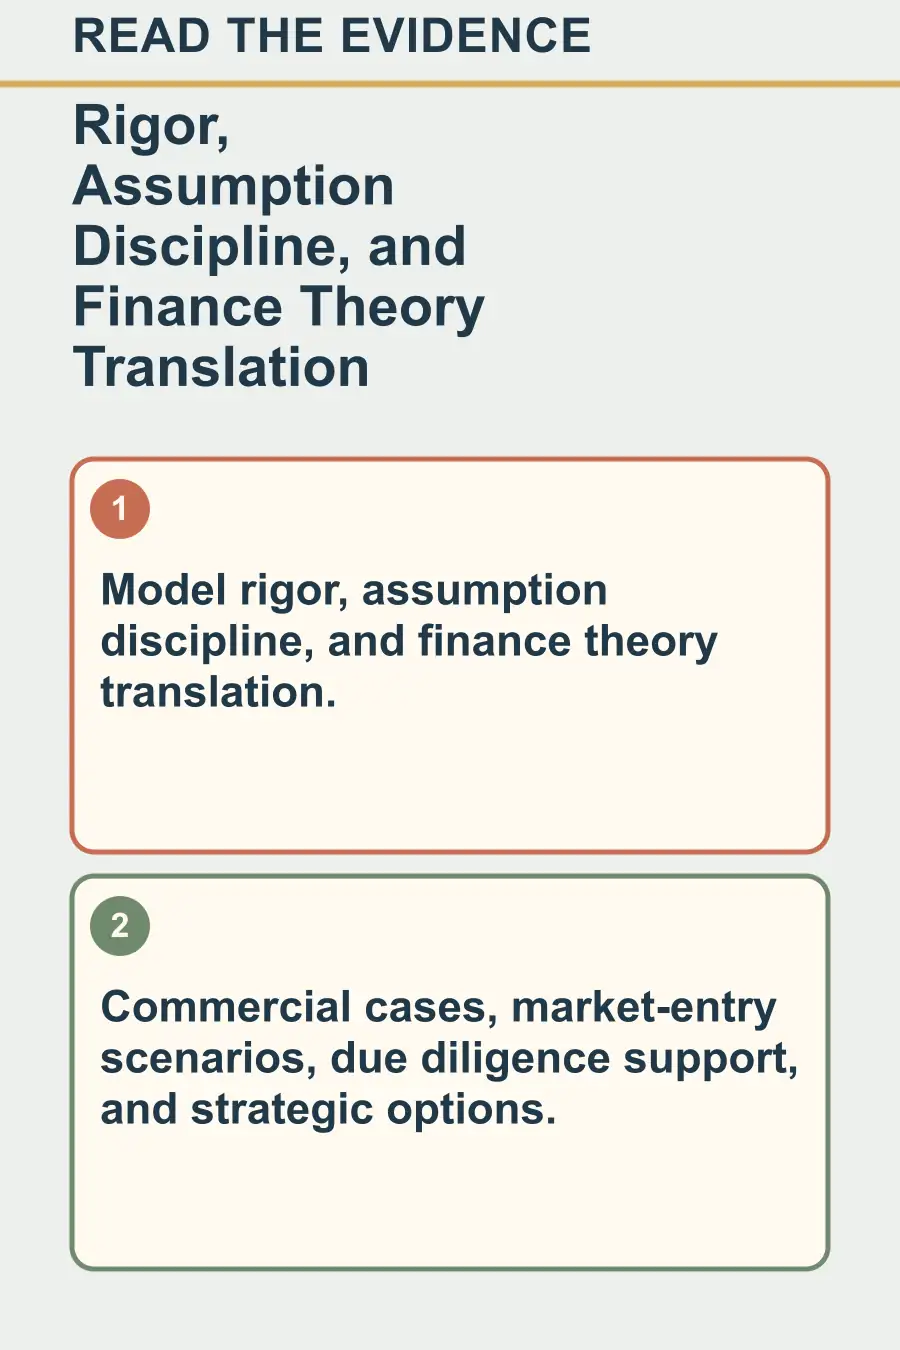 READ THE EVIDENCE
Rigor,
Assumption
Discipline, and
Finance Theory
Translation
1
Model rigor, assumption
discipline, and finance theory
translation.
2
Commercial cases, market-entry
scenarios, due diligence support,
and strategic options.